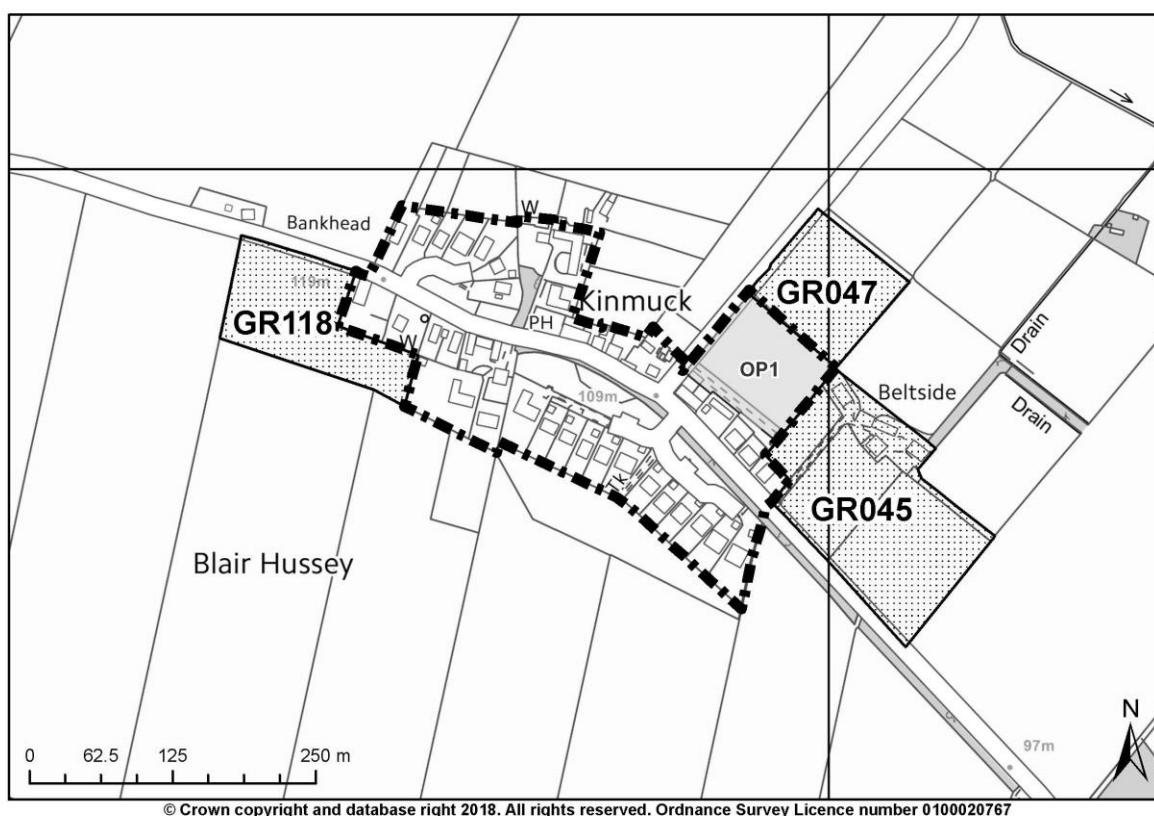 W
Bankhead
119m
GR118
W
Kinmuck
PH
GR047
OP1
109m
Beltside
Drain
Drain
Tk
GR045
Blair Hussey
97m
N
0 62.5 125 250 m
© Crown copyright and database right 2018. All rights reserved. Ordnance Survey Licence number 0100020767